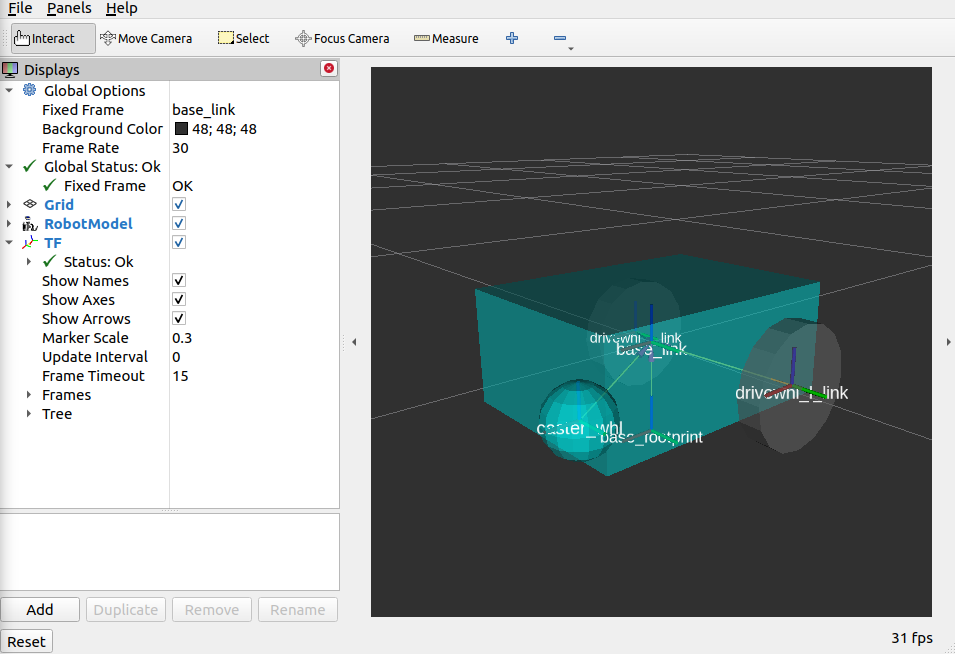 File Panels Help
Interact Move Camera Select Focus Camera Measure
Displays
Global Options
Fixed Frame base_link
Background Color 48; 48; 48
Frame Rate 30
Global Status: Ok
Fixed Frame OK
Grid
RobotModel
TF
Status: Ok
Show Names
Show Axes
Show Arrows
Marker Scale 0.3
Update Interval 0
Frame Timeout 15
Frames
Tree
Add Duplicate Remove Rename
Reset
link
base_link
drivewhl_l_link
caster_whl
31 fps